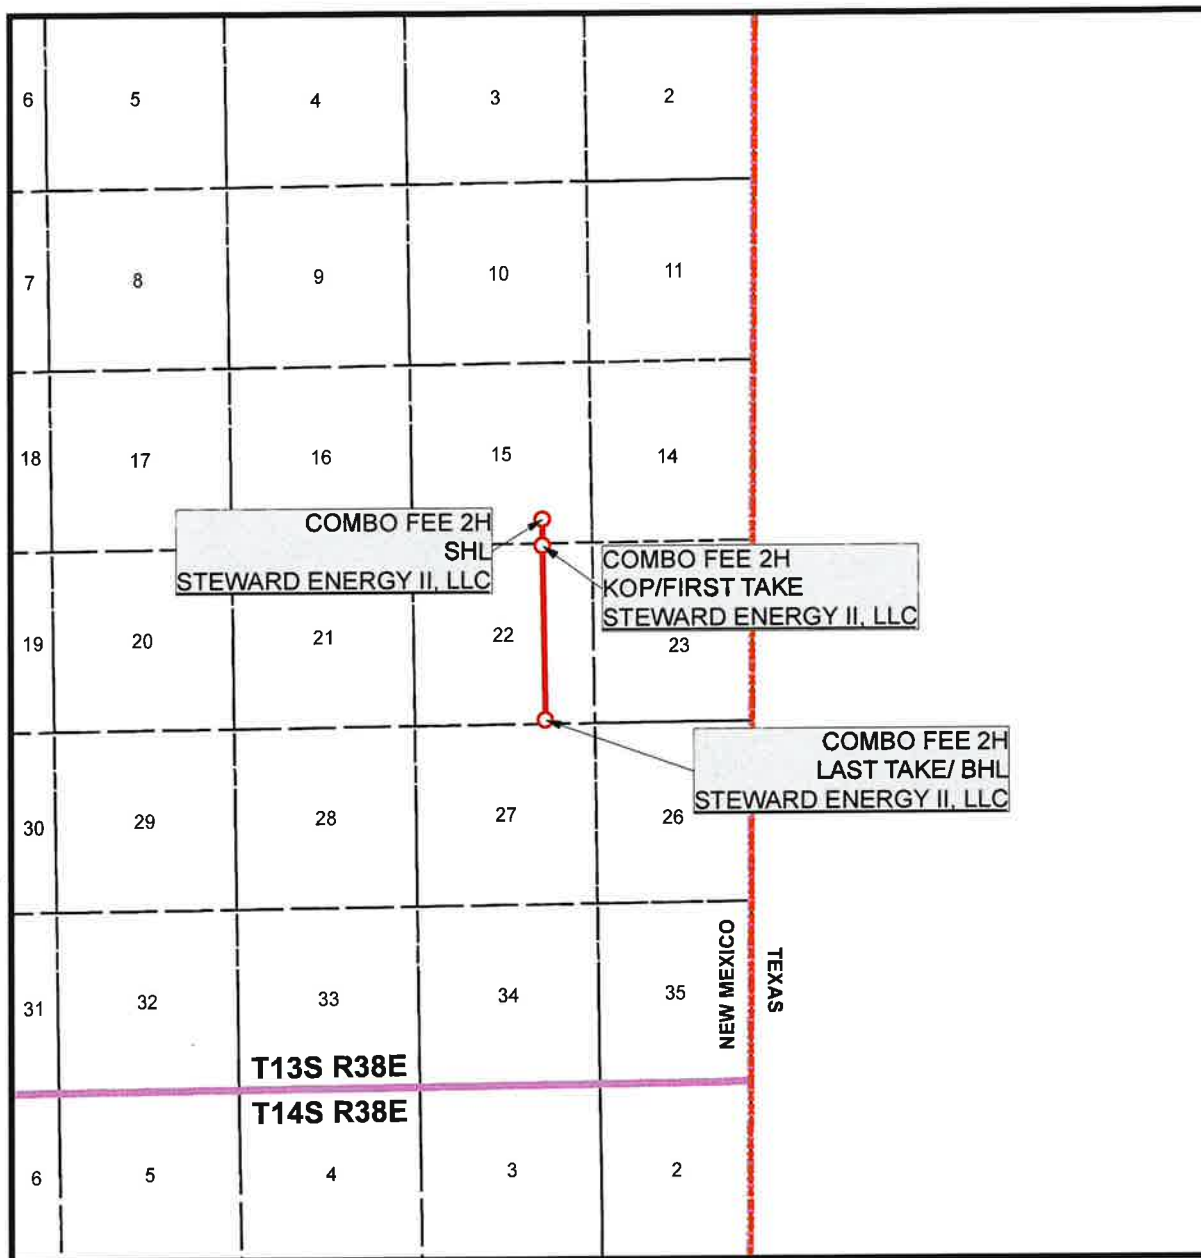 6 5 4 3 2
7 8 9 10 11
18 17 16 15 14
COMBO FEE 2H
SHL
STEWARD ENERGY II, LLC
COMBO FEE 2H
KOP/FIRST TAKE
STEWARD ENERGY II, LLC
19 20 21 22 23
COMBO FEE 2H
LAST TAKE/ BHL
STEWARD ENERGY II, LLC
30 29 28 27 26
31 32 33 34 35
NEW MEXICO
TEXAS
T13S R38E
T14S R38E
6 5 4 3 2